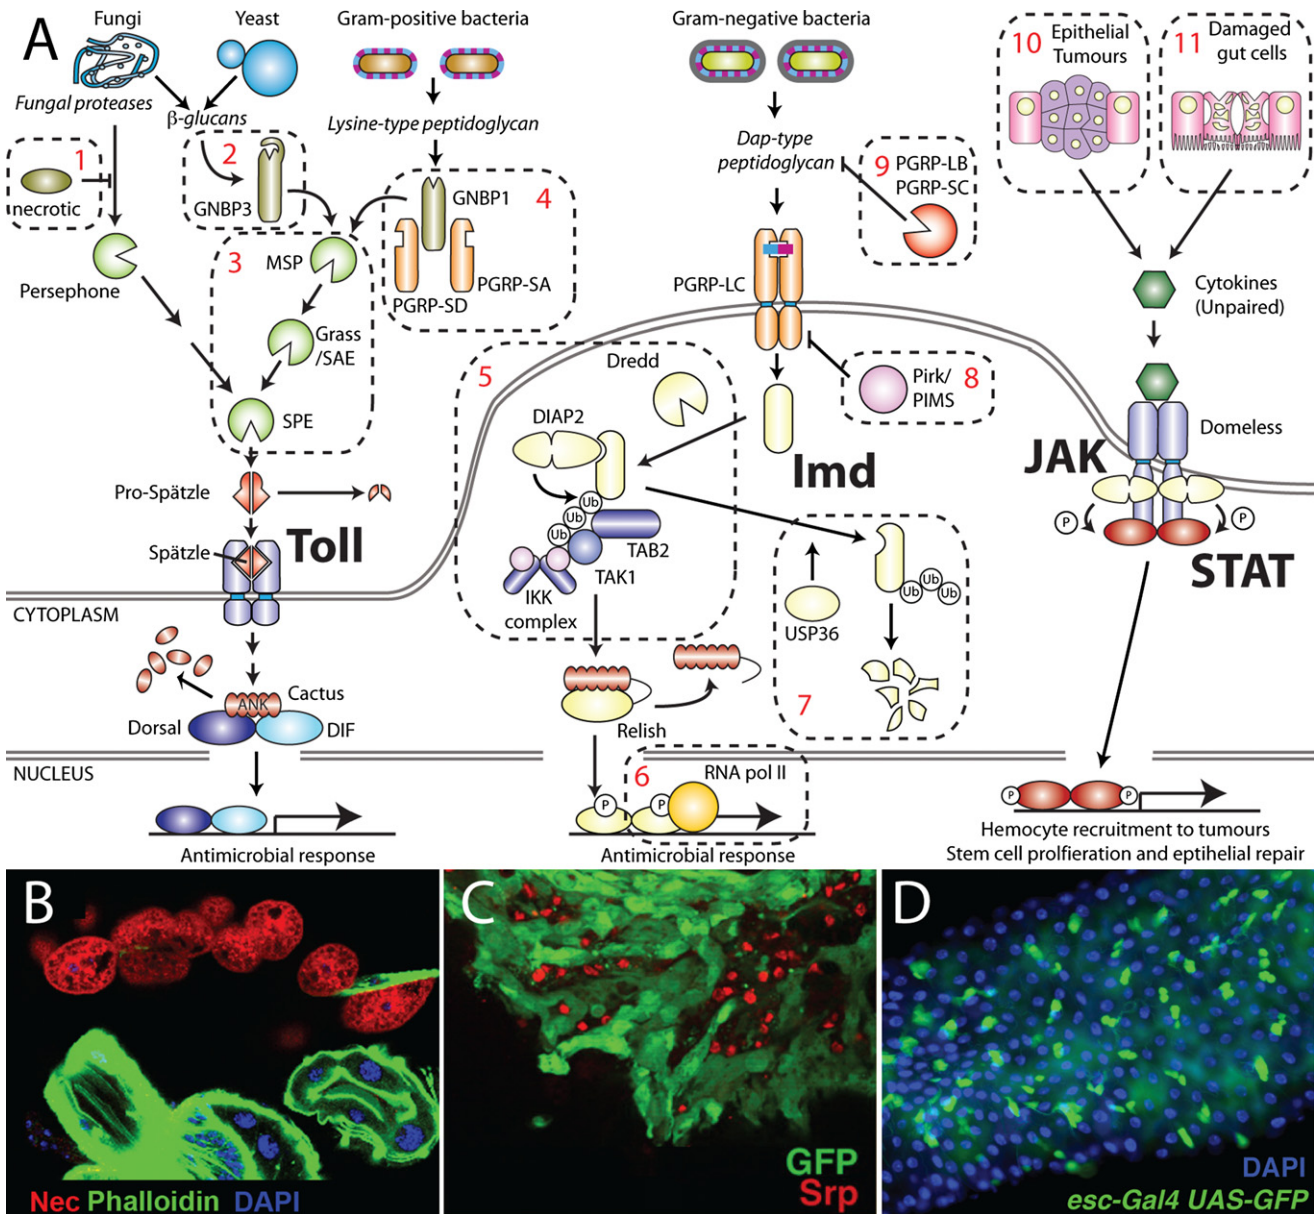 A
Fungi
Yeast
Gram-positive bacteria
Gram-negative bacteria
10 Epithelial
Tumours
11 Damaged
gut cells
Fungal proteases
β-glucans
Lysine-type peptidoglycan
Dap-type
peptidoglycan
1
necrotic
2
GNBP3
GNBP1
4
PGRP-SD
PGRP-SA
9 PGRP-LB
PGRP-SC
3
MSP
Persephone
Grass
/SAE
SPE
PGRP-LC
Cytokines
(Unpaired)
5
Dredd
Pirk/
PIMS
8
DIAP2
Domeless
Imd
JAK
Pro-Spätzle
Ub
Ub
Ub
TAB2
P
P
Spätzle
Toll
TAK1
STAT
IKK
complex
CYTOPLASM
USP36
Ub
Ub
Ub
7
Cactus
ANK
Dorsal
DIF
Relish
NUCLEUS
6
RNA pol II
P
P
P
P
Antimicrobial response
Antimicrobial response
Hemocyte recruitment to tumours
Stem cell prolfieration and eptihelial repair
B
Nec Phalloidin DAPI
C
GFP
Srp
D
DAPI
esc-Gal4 UAS-GFP